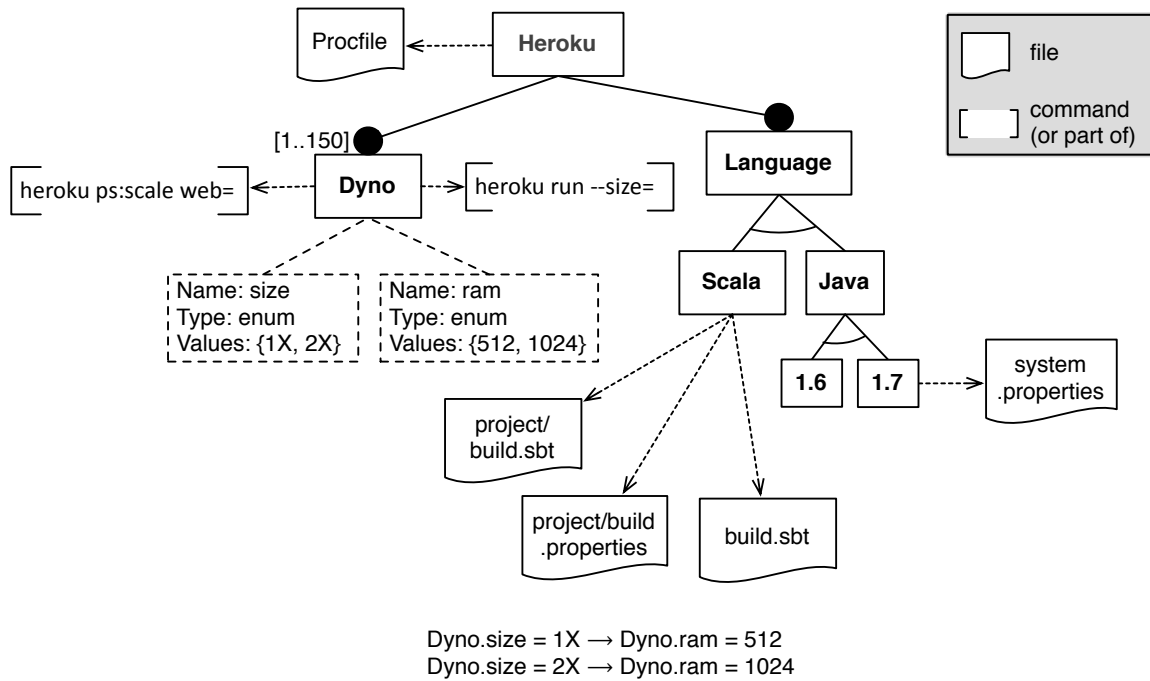 Procfile
Heroku
file
command
(or part of)
[1..150]
Language
heroku ps:scale web=
Dyno
heroku run --size=
Name: size
Type: enum
Values: {1X, 2X}
Name: ram
Type: enum
Values: {512, 1024}
Scala
Java
1.6
1.7
system
.properties
project/
build.sbt
project/build
.properties
build.sbt
Dyno.size = 1X → Dyno.ram = 512
Dyno.size = 2X → Dyno.ram = 1024